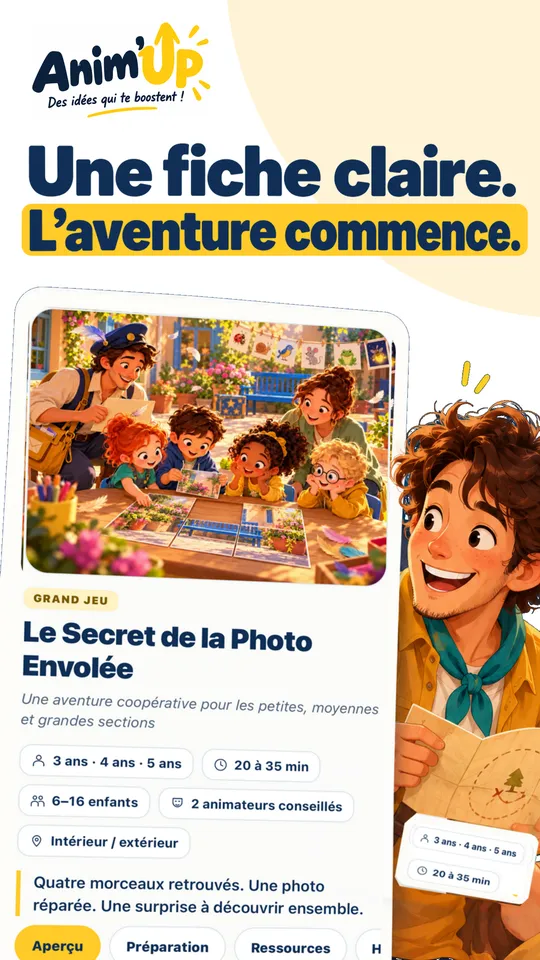 Anim'Up
Des idées qui te boostent !
Une fiche claire.
L'aventure commence.
GRAND JEU
Le Secret de la Photo
Envolée
Une aventure coopérative pour les petites, moyennes
et grandes sections
3 ans · 4 ans · 5 ans
20 à 35 min
6–16 enfants
2 animateurs conseillés
Intérieur / extérieur
Quatre morceaux retrouvés. Une photo
réparée. Une surprise à découvrir ensemble.
Aperçu
Préparation
Ressources
H
3 ans · 4 ans · 5 ans
20 à 35 min